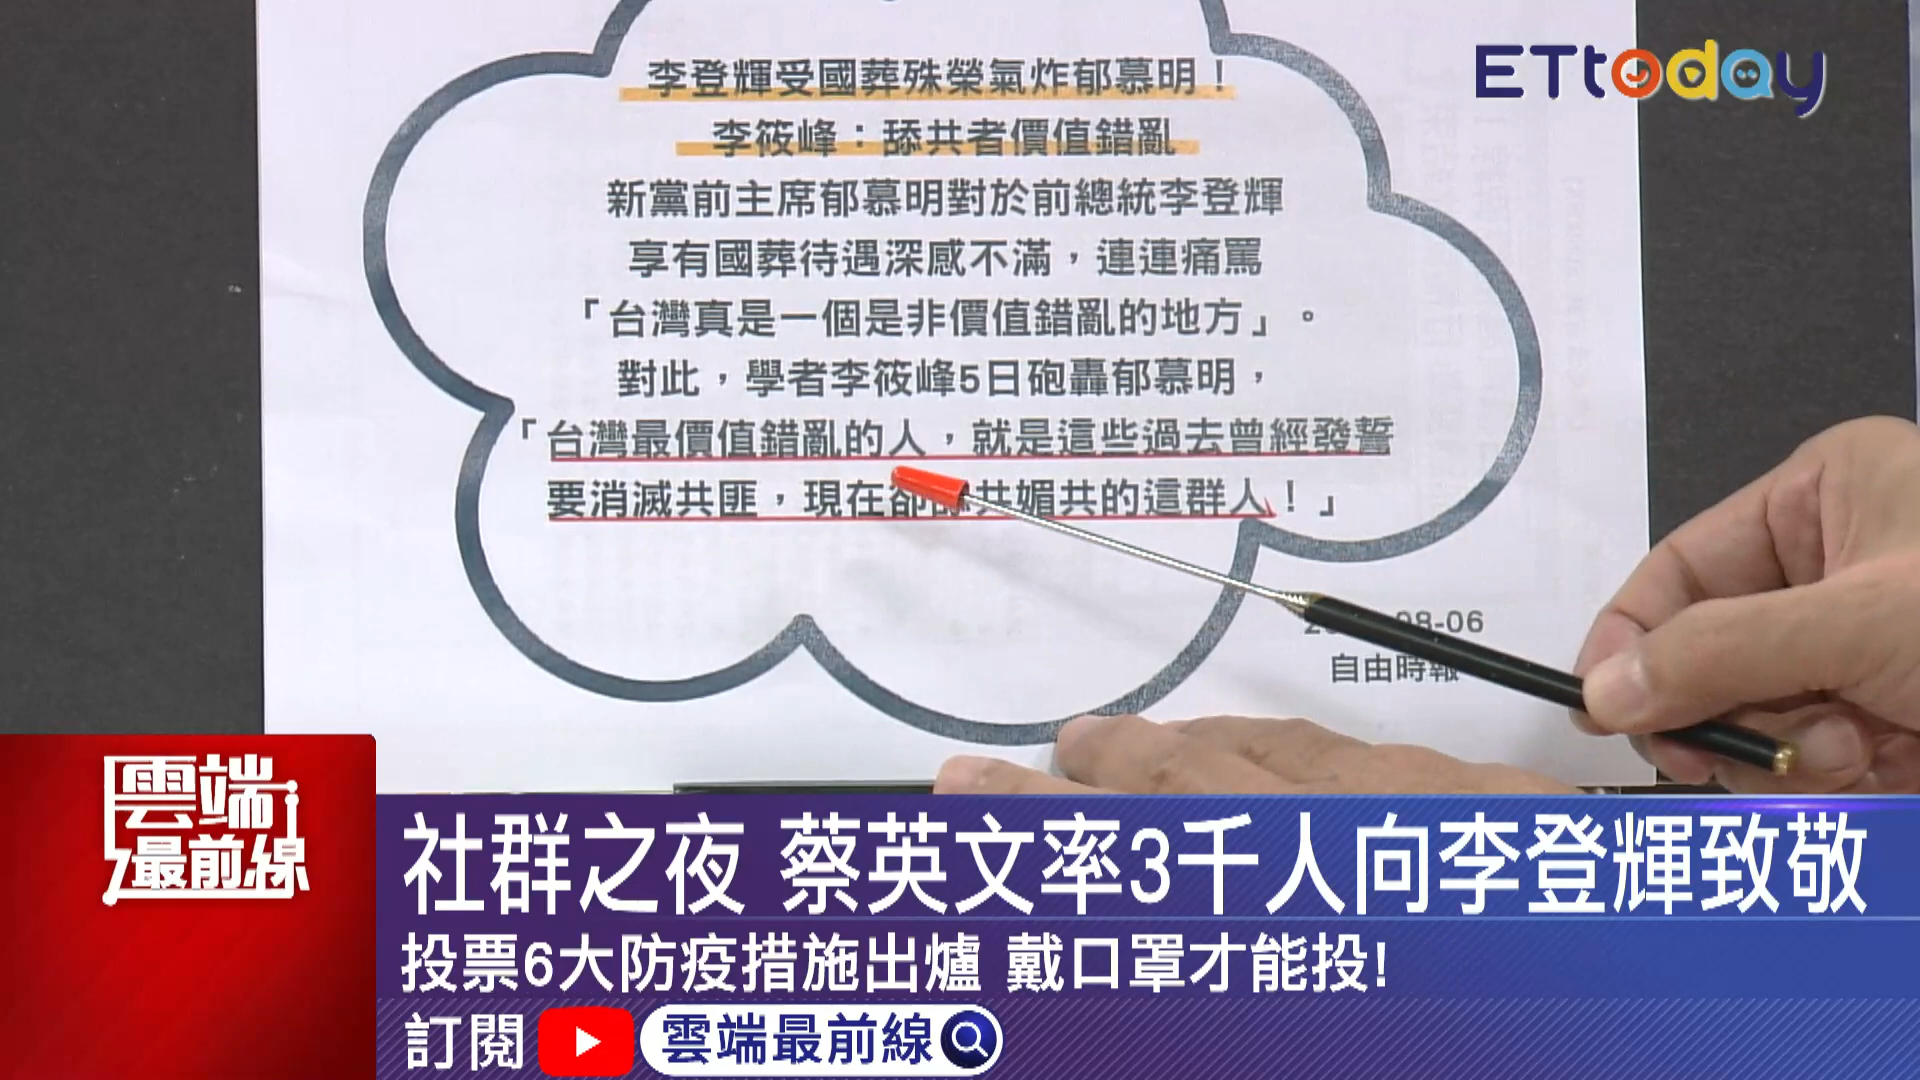 ETtoday
李登輝受國葬殊榮氣炸郁慕明！
李筱峰：舔共者價值錯亂
新黨前主席郁慕明對於前總統李登輝
享有國葬待遇深感不滿，連連痛罵
「台灣真是一個是非價值錯亂的地方」。
對此，學者李筱峰5日砲轟郁慕明，
「台灣最價值錯亂的人，就是這些過去曾經發誓
要消滅共匪，現在卻舔共媚共的這群人！」
08-06
自由時報
雲端
最前線
社群之夜 蔡英文率3千人向李登輝致敬
投票6大防疫措施出爐 戴口罩才能投!
訂閱 雲端最前線